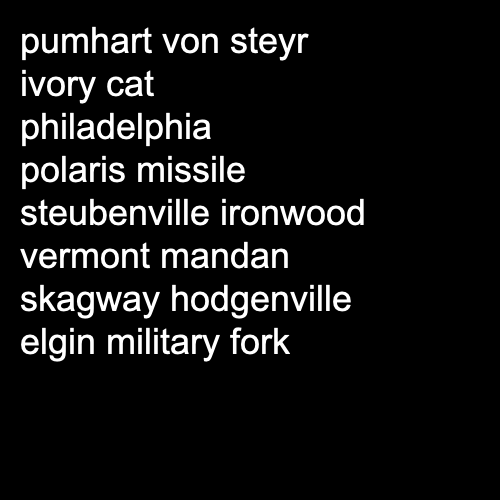 pumhart von steyr
ivory cat
philadelphia
polaris missile
steubenville ironwood
vermont mandan
skagway hodgenville
elgin military fork